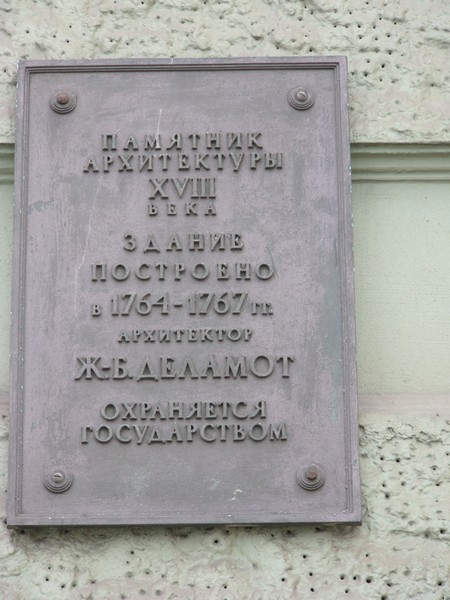 ПАМЯТНИК
АРХИТЕКТУРЫ
XVIII
ВЕКА
ЗДАНИЕ
ПОСТРОЕНО
в 1764-1767 гг.
АРХИТЕКТОР
Ж.-Б. ДЕЛАМОТ
ОХРАНЯЕТСЯ
ГОСУДАРСТВОМ